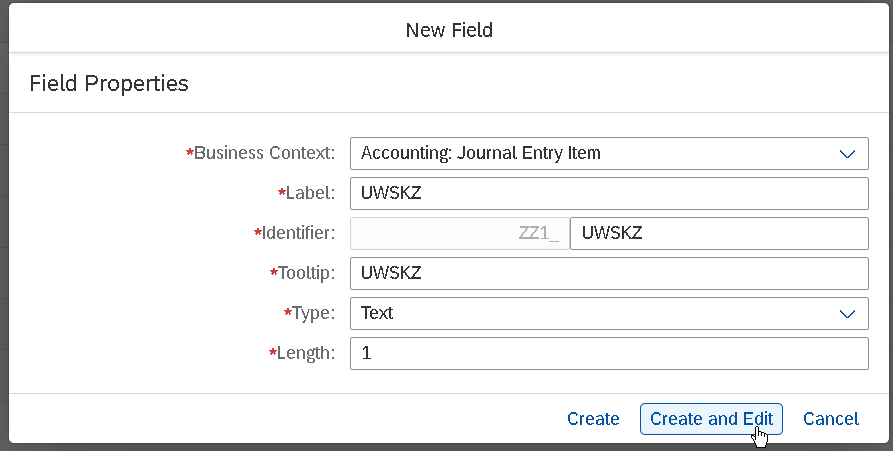 New Field
Field Properties
*Business Context: Accounting: Journal Entry Item
*Label: UWSKZ
*Identifier: ZZ1_ UWSKZ
*Tooltip: UWSKZ
*Type: Text
*Length: 1
Create Create and Edit Cancel